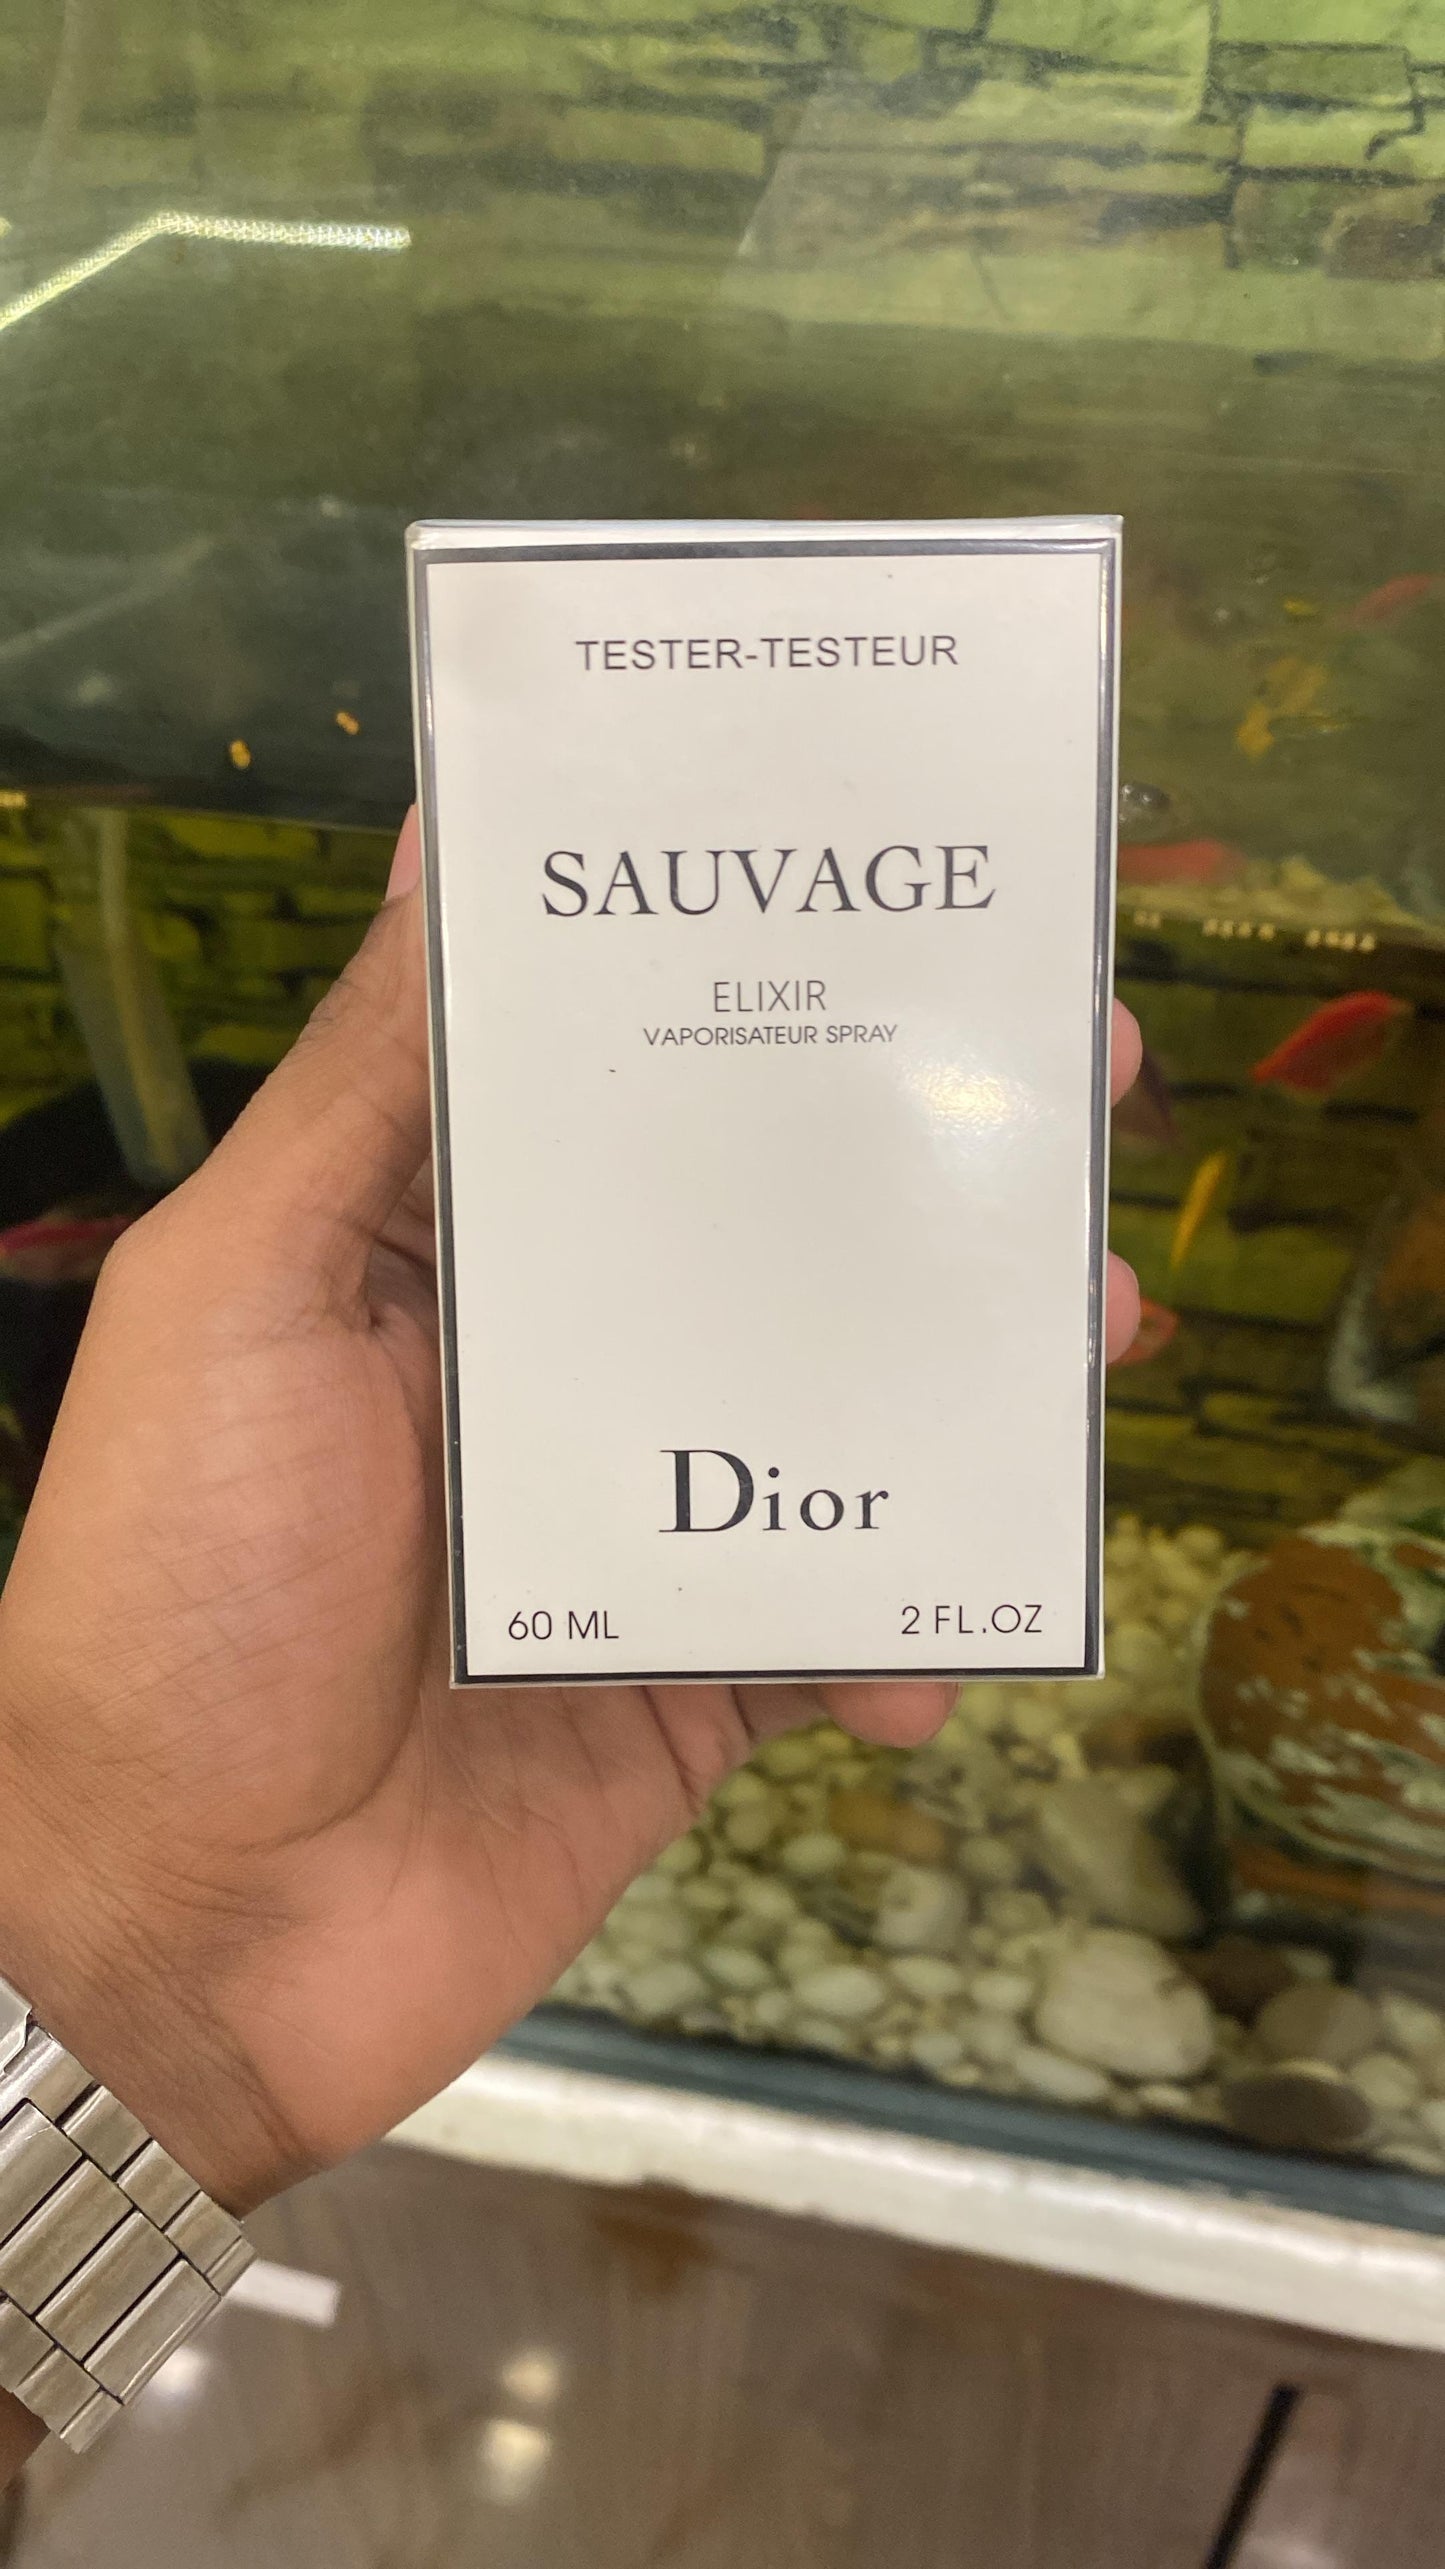 TESTER-TESTEUR
SAUVAGE
ELIXIR
VAPORISATEUR SPRAY
Dior
60 ML 2 FL.OZ